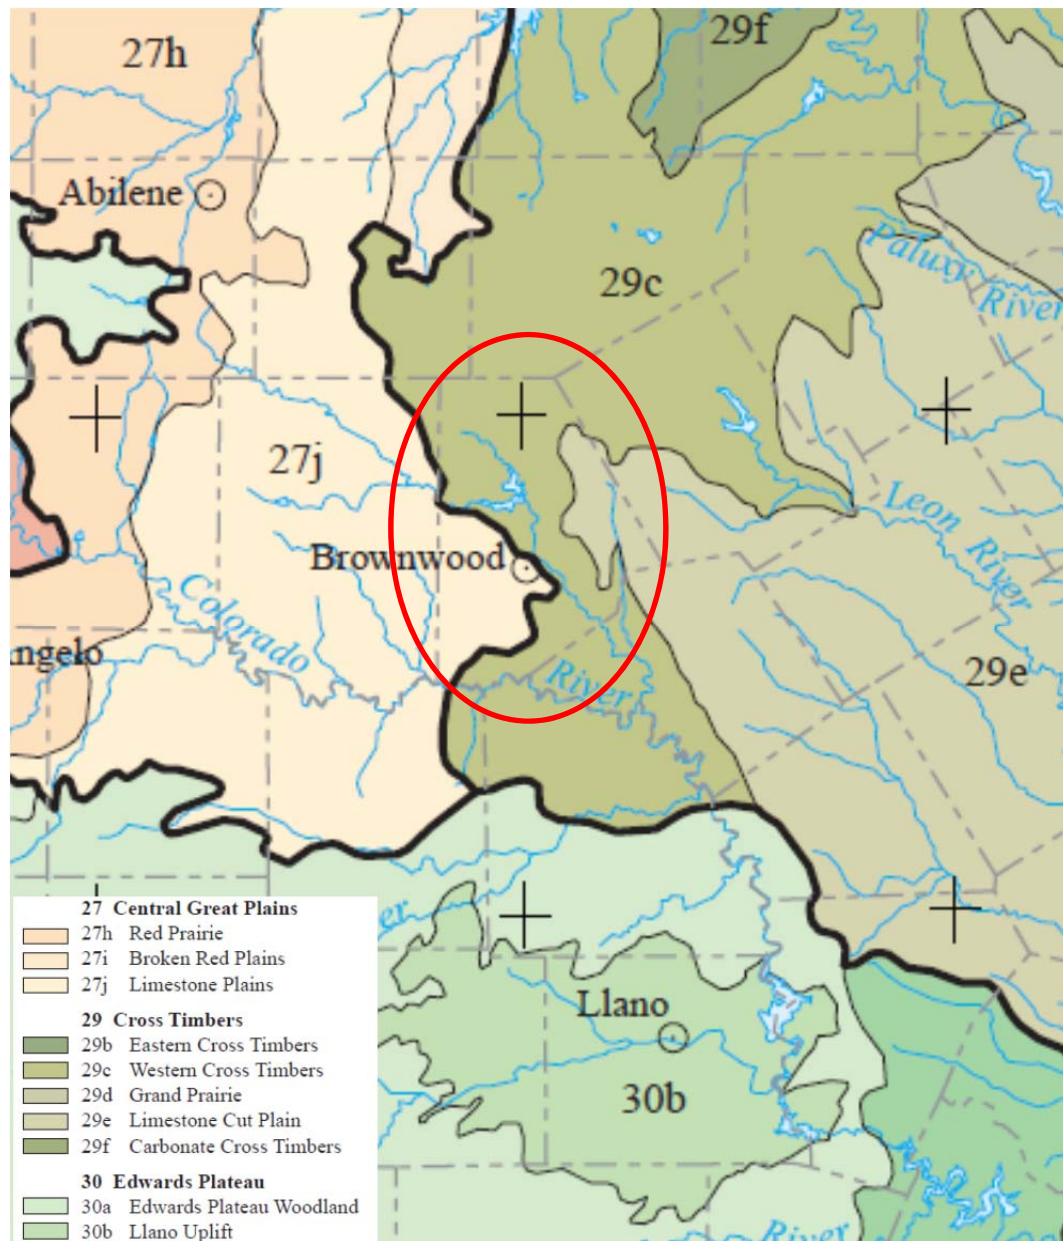 29f
27h
Abilene
Paluxy
River
29c
27j
Leon
River
Brownwood
Colorado
ngelo
River
29e
27 Central Great Plains
27h Red Prairie
27i Broken Red Plains
27j Limestone Plains
29 Cross Timbers
29b Eastern Cross Timbers
29c Western Cross Timbers
29d Grand Prairie
29e Limestone Cut Plain
29f Carbonate Cross Timbers
30 Edwards Plateau
30a Edwards Plateau Woodland
30b Llano Uplift
er
Llano
30b
River